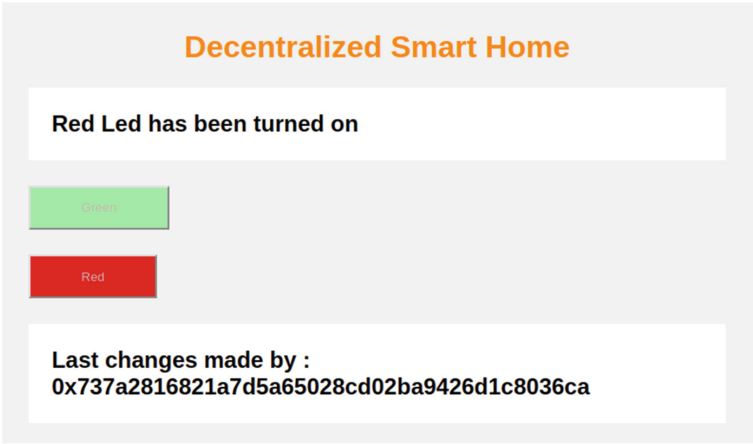 Decentralized Smart Home
Red Led has been turned on
Green
Red
Last changes made by :
0x737a2816821a7d5a65028cd02ba9426d1c8036ca